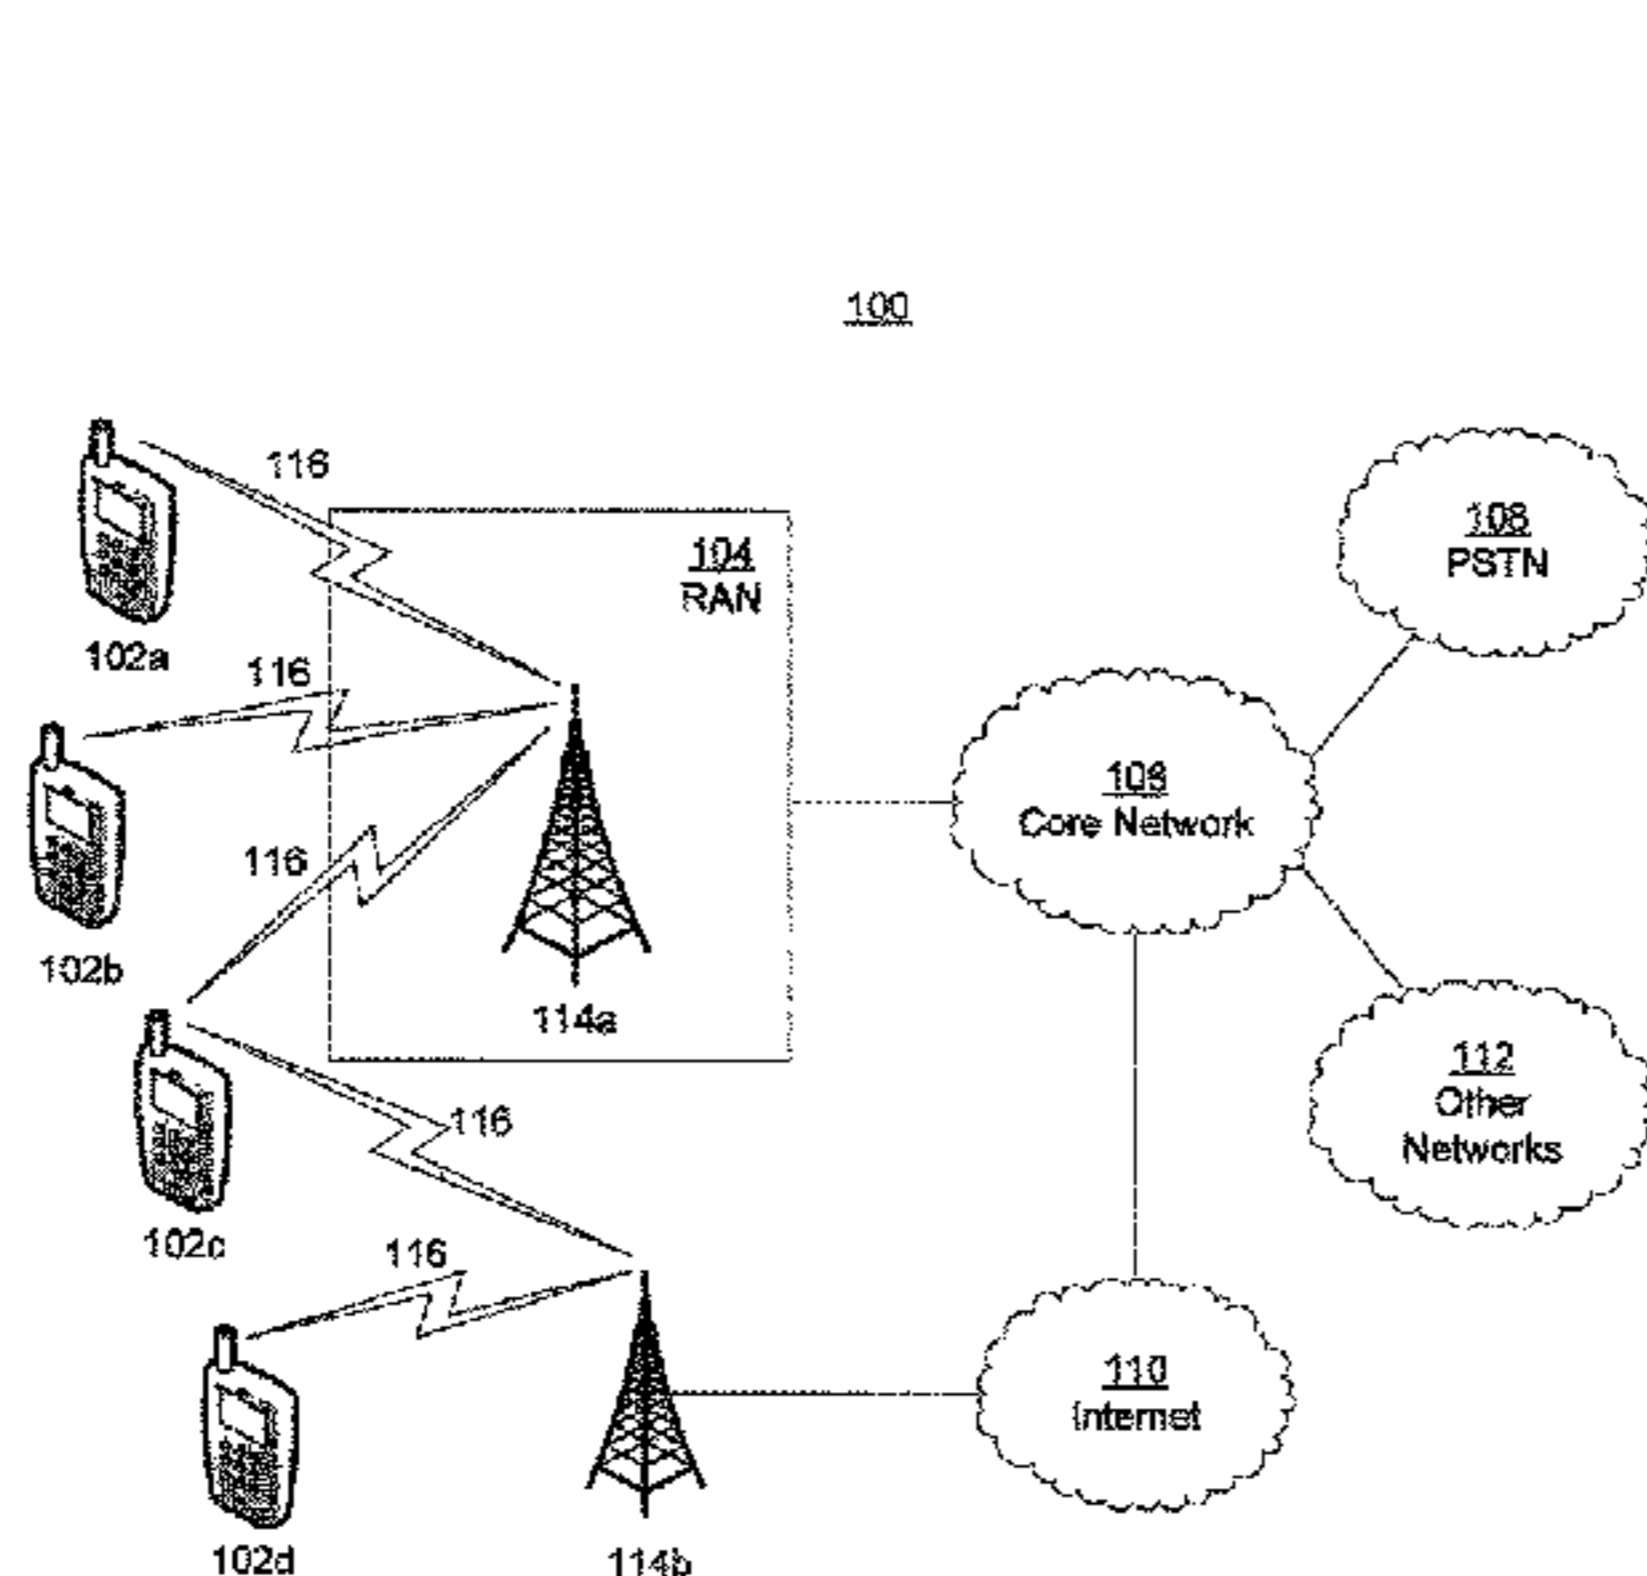 100
116
104
RAN
108
PSTN
102a
116
106
Core Network
116
102b
114a
112
Other
Networks
116
102c
116
110
Internet
102d
114b